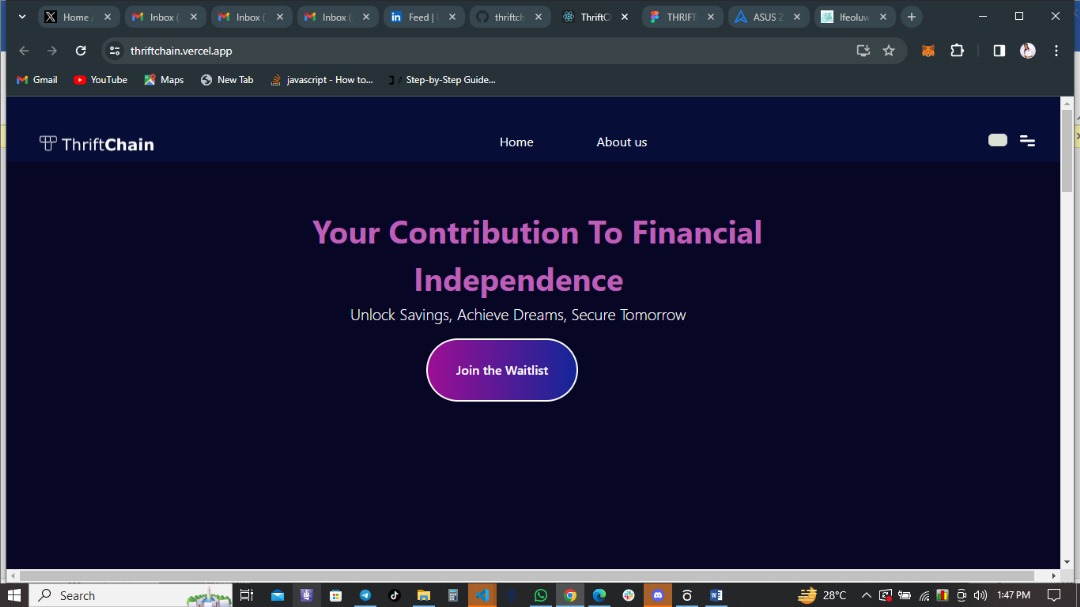 Home /
Inbox (
Inbox (
Inbox (
Feed |
thriftch
ThriftC
THRIFT
ASUS 2
Ifeoluw
thriftchain.vercel.app
Gmail
YouTube
Maps
New Tab
javascript - How to...
Step-by-Step Guide...
ThriftChain
Home
About us
Your Contribution To Financial
Independence
Unlock Savings, Achieve Dreams, Secure Tomorrow
Join the Waitlist
Search
28°C
1:47 PM